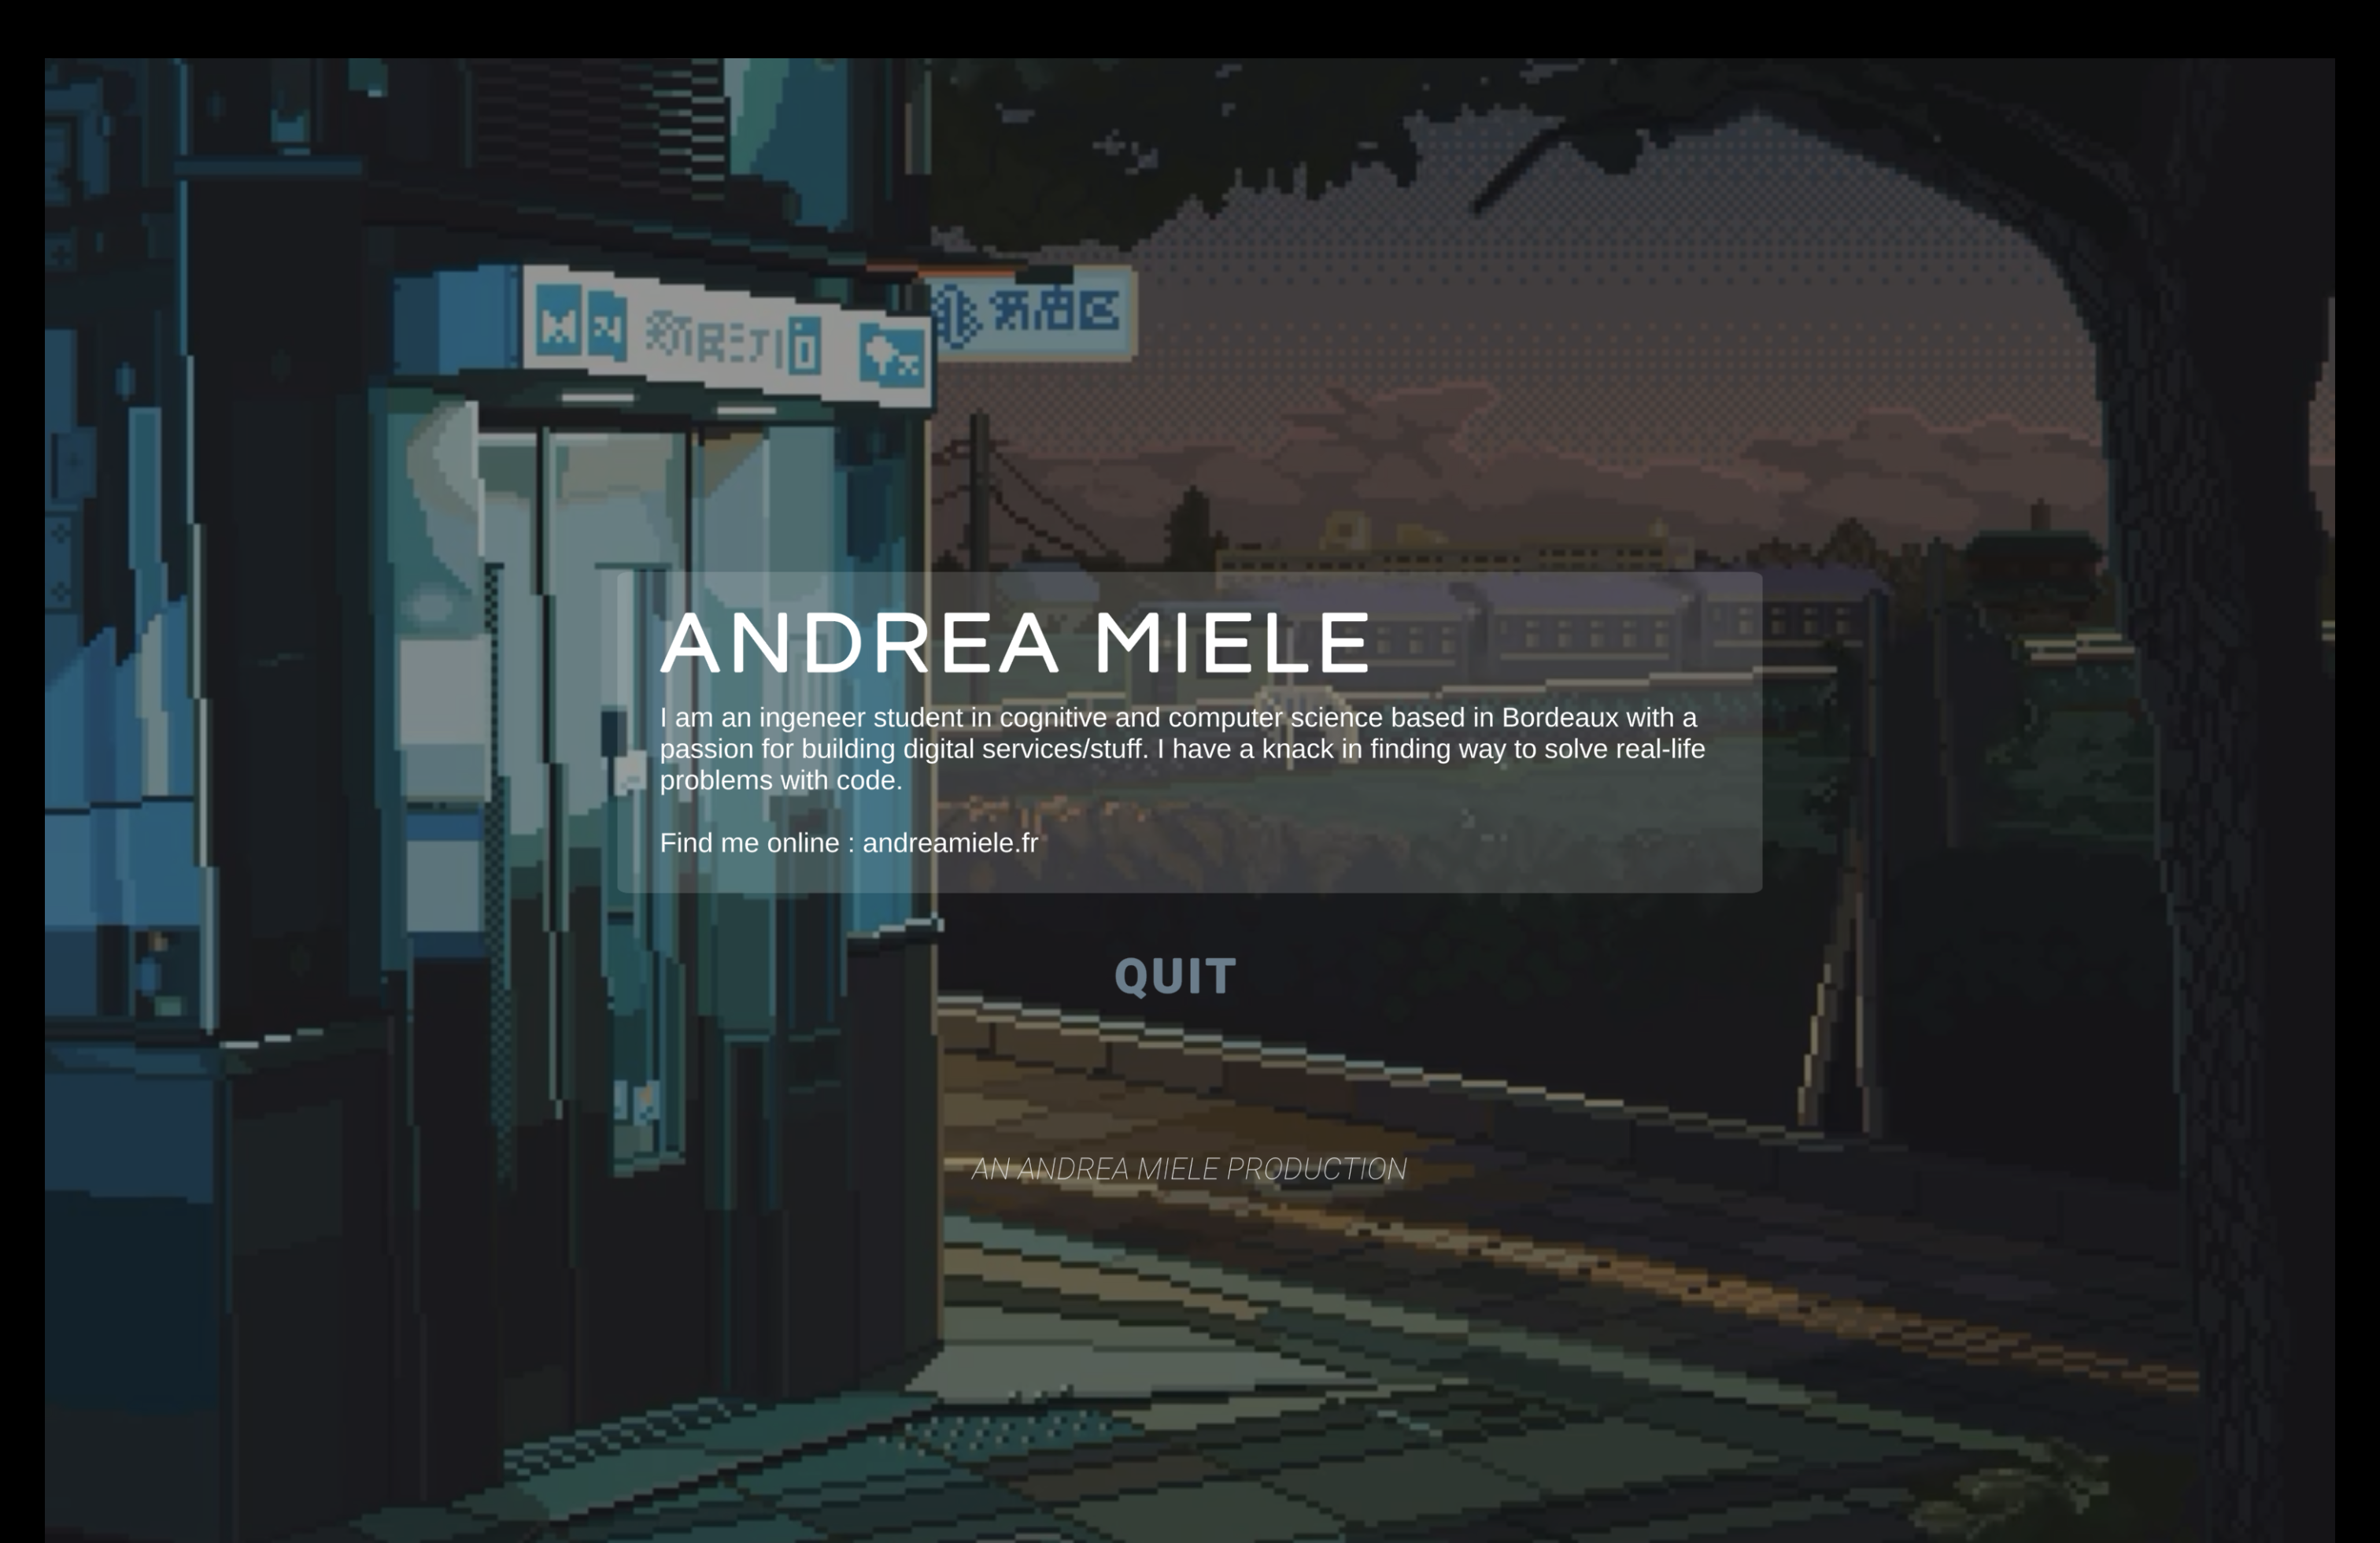 ANDREA MIELE
I am an ingeneer student in cognitive and computer science based in Bordeaux with a
passion for building digital services/stuff. I have a knack in finding way to solve real-life
problems with code.
Find me online : andreamiele.fr
QUIT
AN ANDREA MIELE PRODUCTION